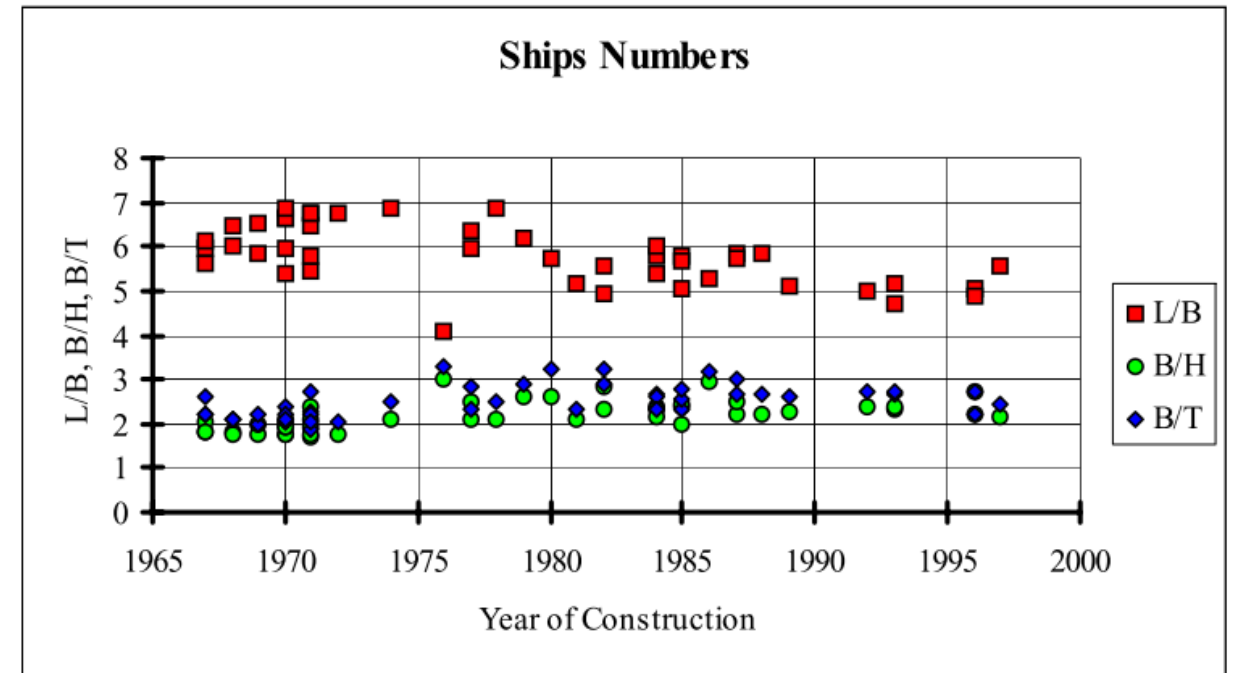 Ships Numbers
L/B, B/H, B/T
8
7
6
5
4
3
2
1
0
1965 1970 1975 1980 1985 1990 1995 2000
Year of Construction
L/B
B/H
B/T